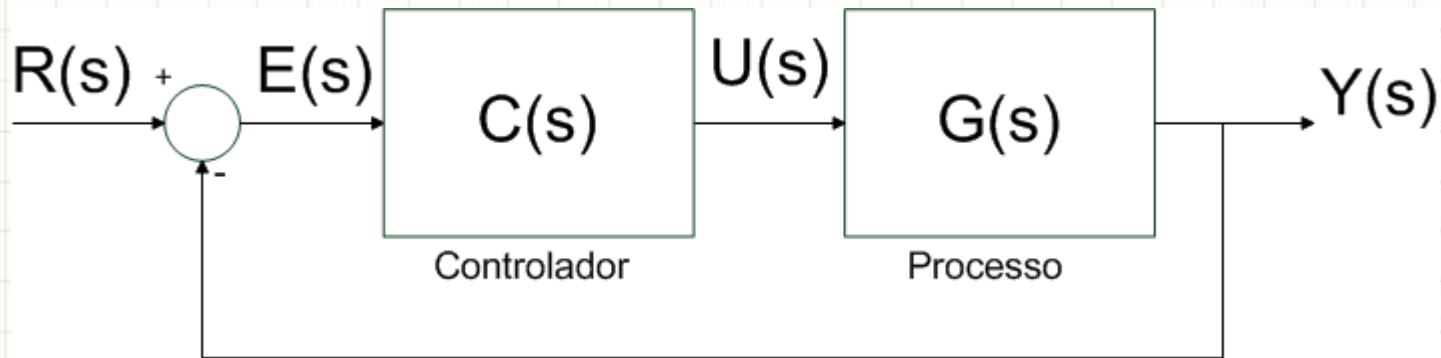 R(s)
+
E(s)
C(s)
U(s)
G(s)
Y(s)
-
Controlador
Processo